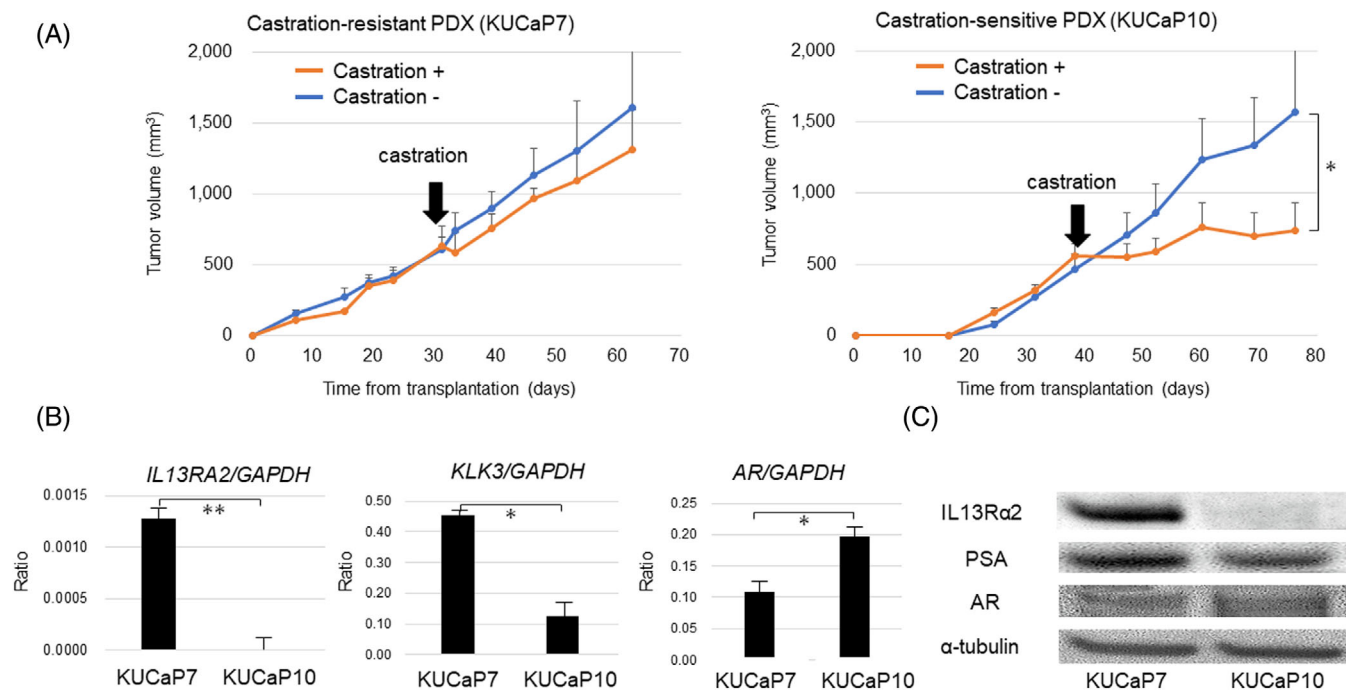 (A)
Castration-resistant PDX (KUCaP7)
2,000
1,500
1,000
500
0
Tumor volume (mm³)
Castration +
Castration -
castration
0 10 20 30 40 50 60 70
Time from transplantation (days)
Castration-sensitive PDX (KUCaP10)
2,000
1,500
1,000
500
0
Tumor volume (mm³)
Castration +
Castration -
castration
*
0 10 20 30 40 50 60 70 80
Time from transplantation (days)
(B)
IL13RA2/GAPDH
0.0015
0.0010
0.0005
0.0000
Ratio
**
KUCaP7 KUCaP10
KLK3/GAPDH
0.50
0.40
0.30
0.20
0.10
0.00
Ratio
*
KUCaP7 KUCaP10
AR/GAPDH
0.25
0.20
0.15
0.10
0.05
0.00
Ratio
*
KUCaP7 KUCaP10
(C)
IL13Rα2
PSA
AR
α-tubulin
KUCaP7 KUCaP10